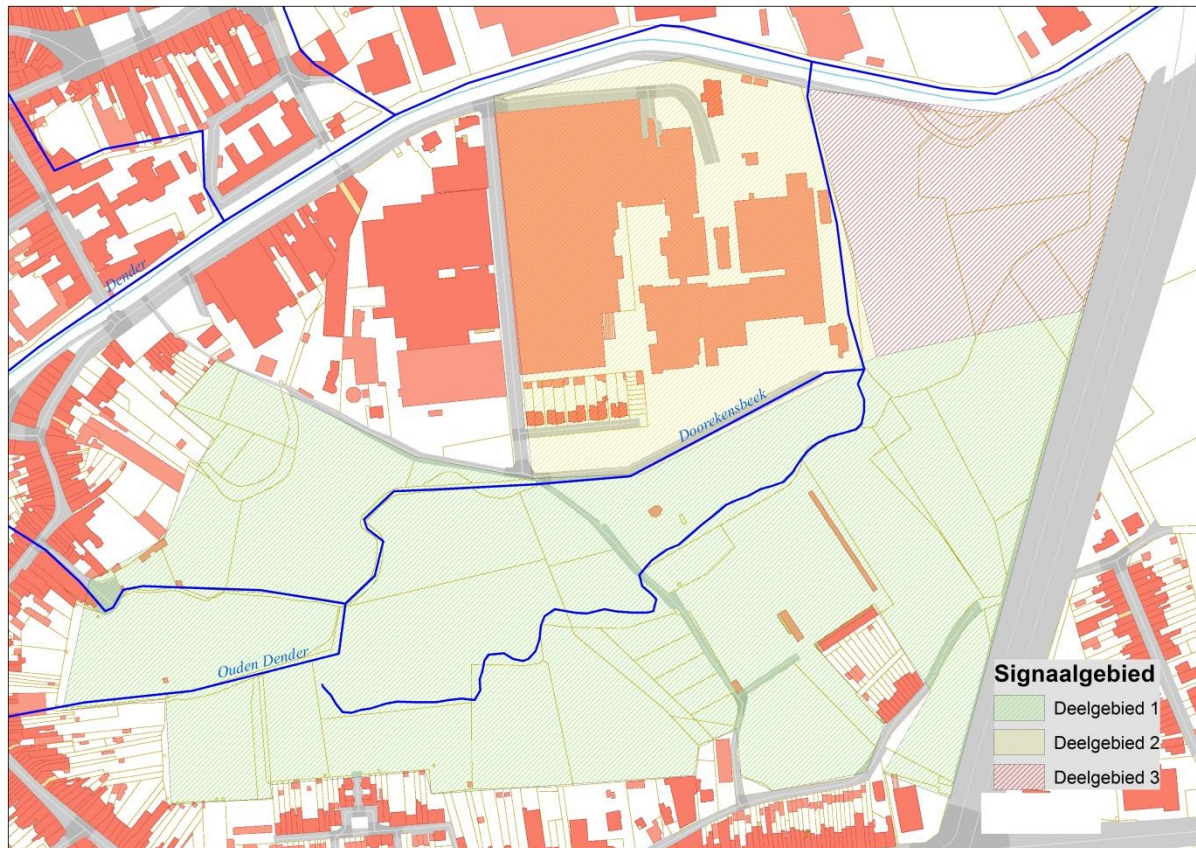 Dender
Doorekensbeek
Ouden Dender
Signaalgebied
Deelgebied 1
Deelgebied 2
Deelgebied 3